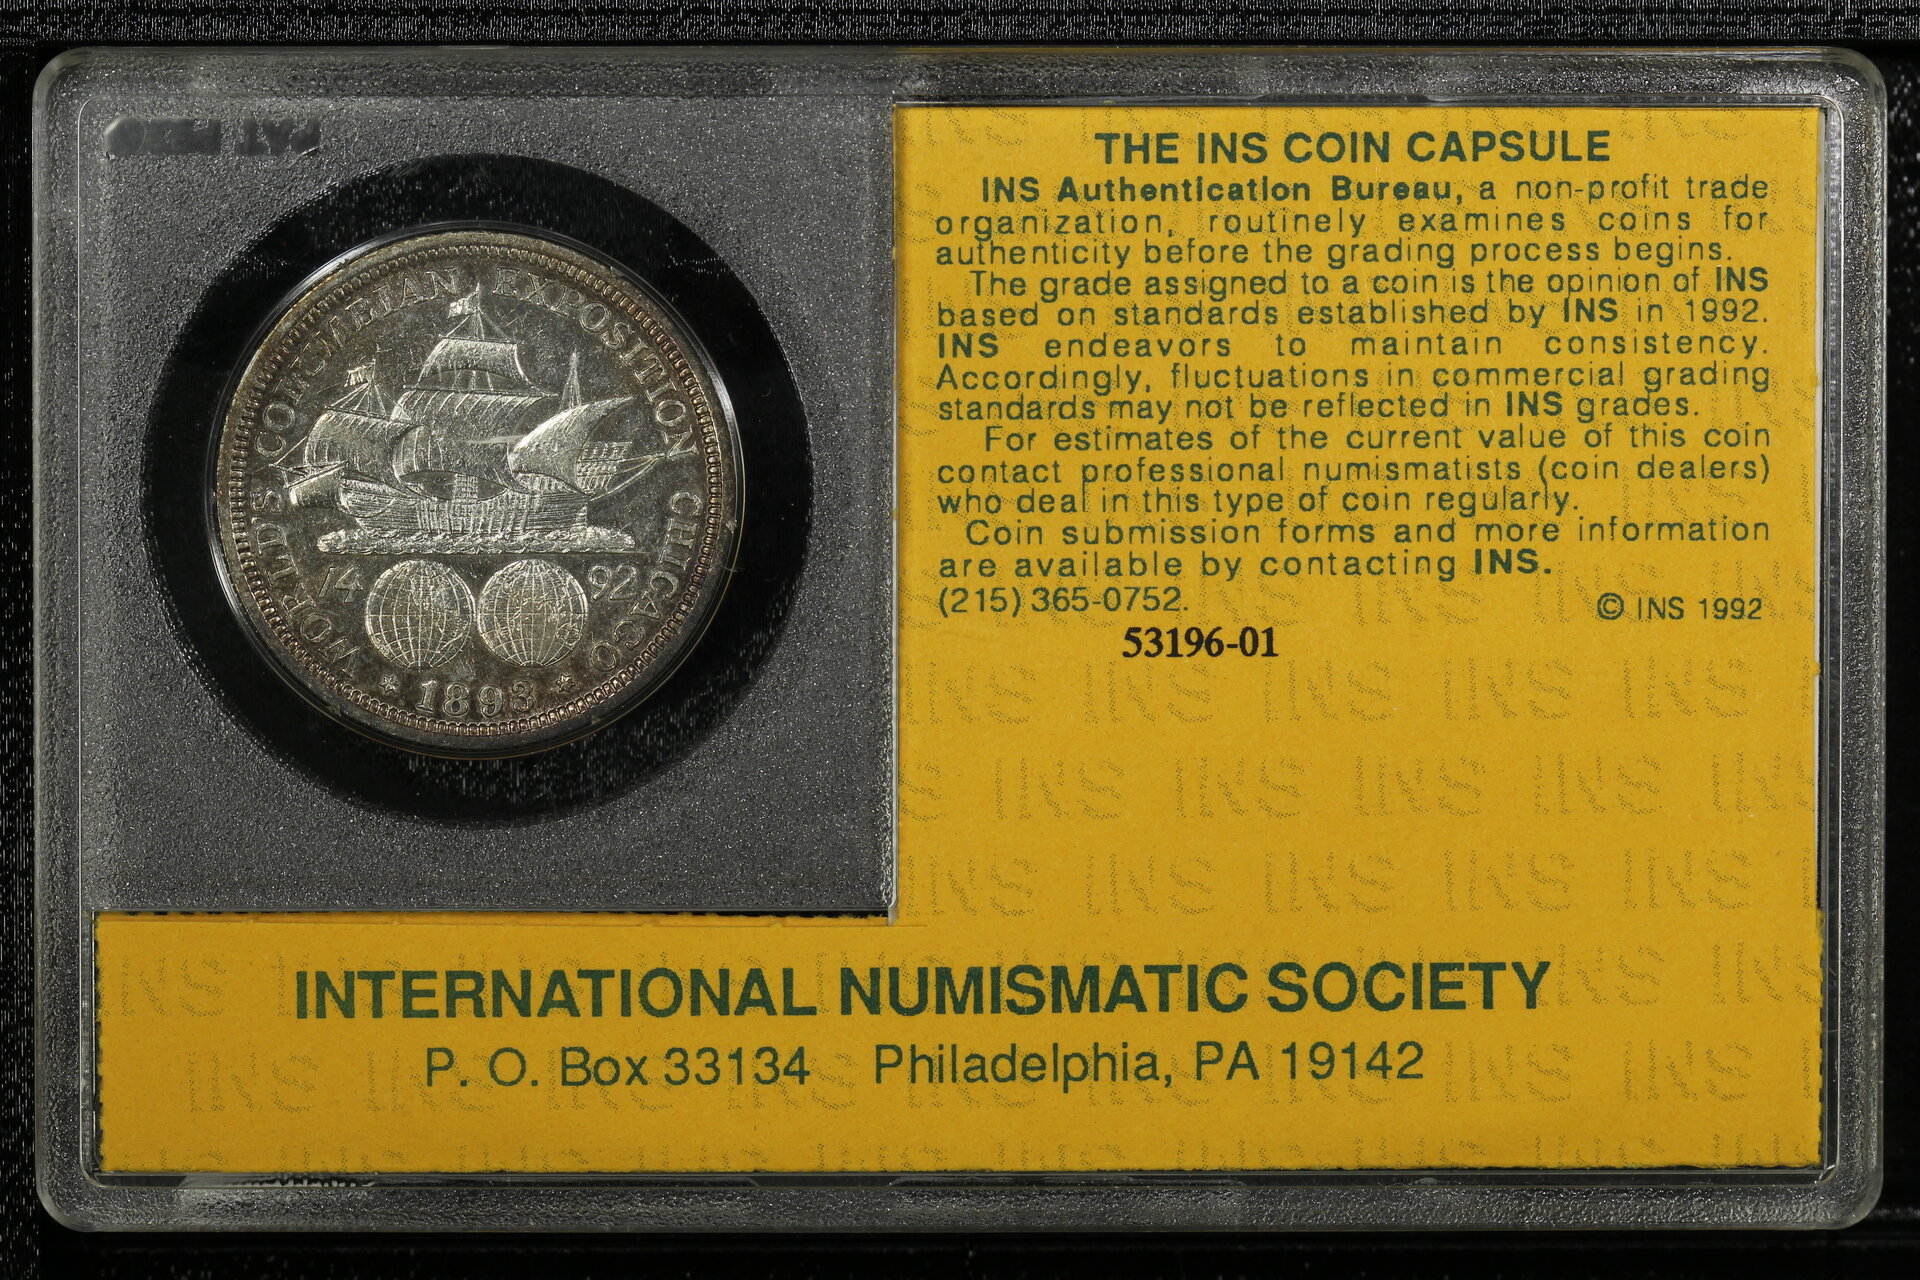 WORLD'S COLUMBIAN EXPOSITION CHICAGO
14 92
1893
THE INS COIN CAPSULE
INS Authentication Bureau, a non-profit trade
organization, routinely examines coins for
authenticity before the grading process begins.
The grade assigned to a coin is the opinion of INS
based on standards established by INS in 1992.
INS endeavors to maintain consistency.
Accordingly, fluctuations in commercial grading
standards may not be reflected in INS grades.
For estimates of the current value of this coin
contact professional numismatists (coin dealers)
who deal in this type of coin regularly.
Coin submission forms and more information
are available by contacting INS.
(215) 365-0752.
© INS 1992
53196-01
INTERNATIONAL NUMISMATIC SOCIETY
P. O. Box 33134 Philadelphia, PA 19142